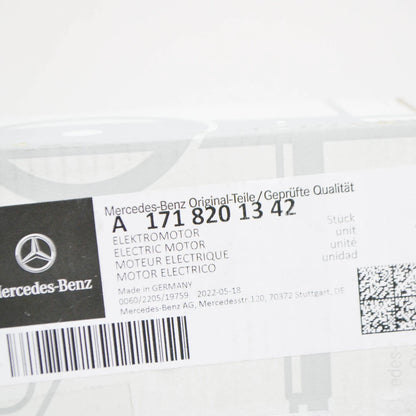 Mercedes-Benz Original-Teile/Geprüfte Qualität
A 171 820 13 42
ELEKTROMOTOR Stück
ELECTRIC MOTOR unit
MOTEUR ELECTRIQUE unité
MOTOR ELECTRICO unidad
Made in GERMANY
0060/2205/19759 2022-05-18
Mercedes-Benz AG, Mercedesstr.120, 70372 Stuttgart, DE
Mercedes-Benz